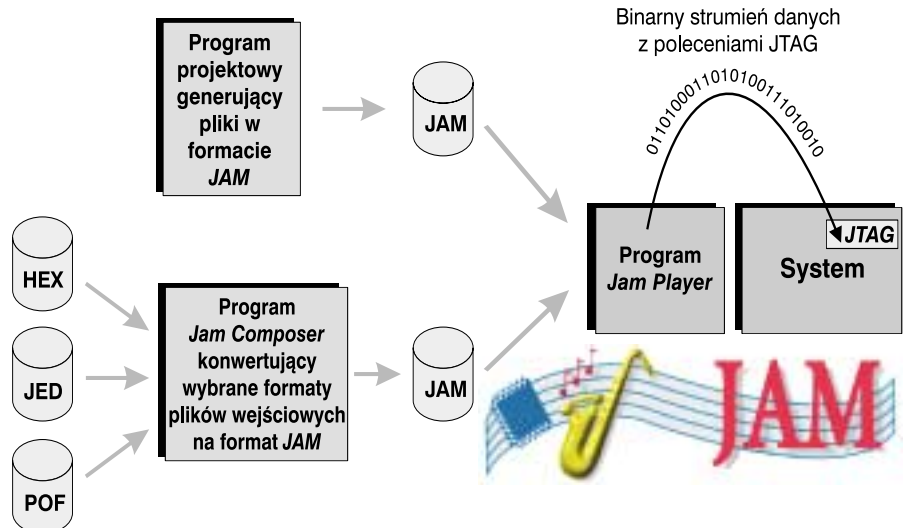 Program
projektowy
generujący
pliki w
formacie
JAM
JAM
Binarny strumień danych
z poleceniami JTAG
0110100011010100111010010
HEX
JED
POF
Program
Jam Composer
konwertujący
wybrane formaty
plików wejściowych
na format JAM
JAM
Program
Jam Player
JTAG
System
JAM